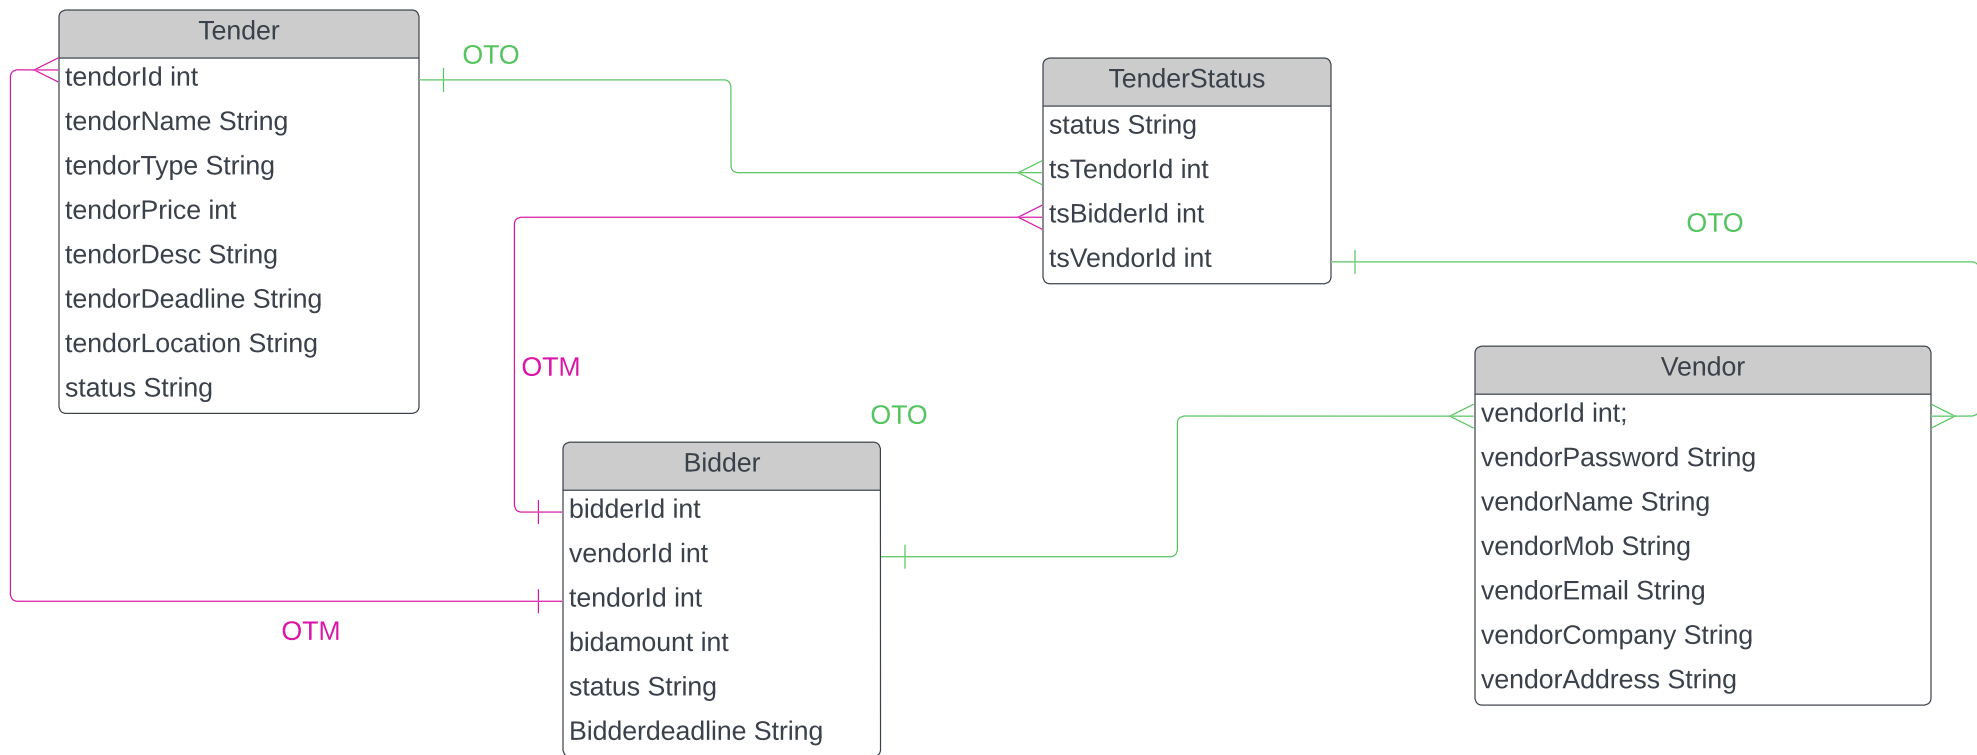 Tender
tendorId int
tendorName String
tendorType String
tendorPrice int
tendorDesc String
tendorDeadline String
tendorLocation String
status String
OTO
TenderStatus
status String
tsTendorId int
tsBidderId int
tsVendorId int
OTO
OTM
OTO
Bidder
bidderId int
vendorId int
tendorId int
bidamount int
status String
Bidderdeadline String
OTM
Vendor
vendorId int;
vendorPassword String
vendorName String
vendorMob String
vendorEmail String
vendorCompany String
vendorAddress String